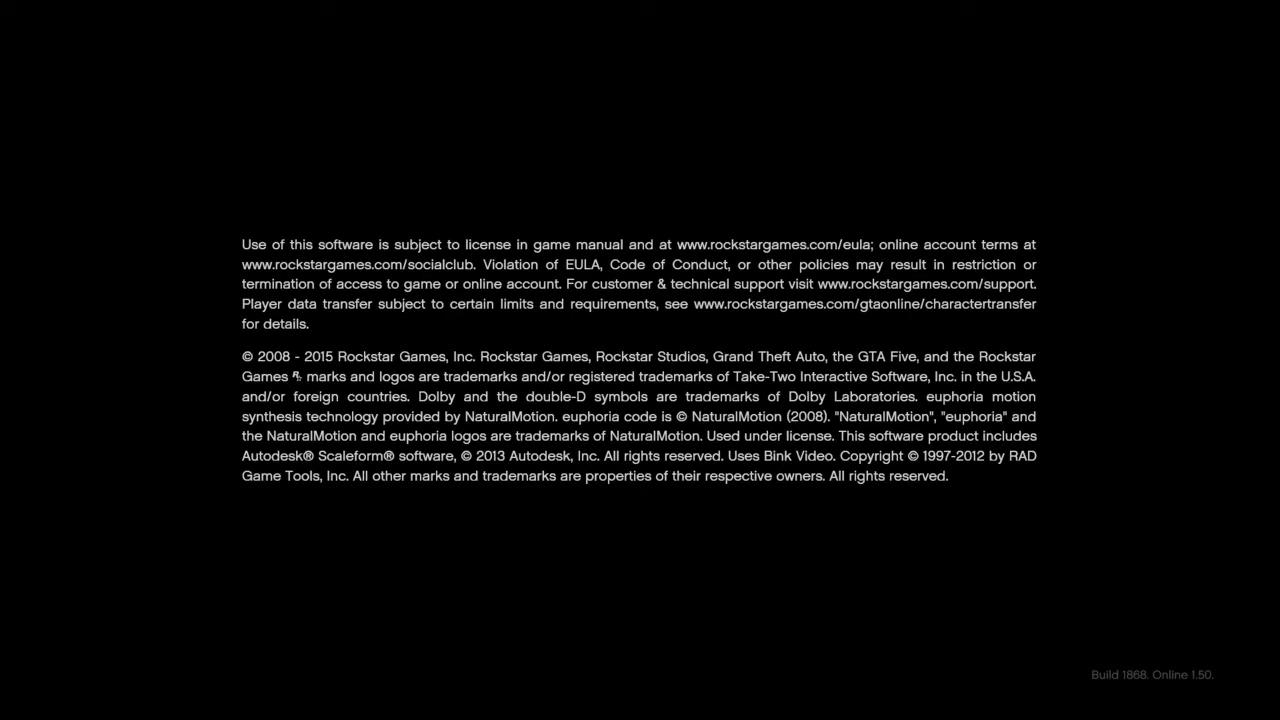 Use of this software is subject to license in game manual and at www.rockstargames.com/eula; online account terms at
www.rockstargames.com/socialclub. Violation of EULA, Code of Conduct, or other policies may result in restriction or
termination of access to game or online account. For customer & technical support visit www.rockstargames.com/support.
Player data transfer subject to certain limits and requirements, see www.rockstargames.com/gtaonline/charactertransfer
for details.
© 2008 - 2015 Rockstar Games, Inc. Rockstar Games, Rockstar Studios, Grand Theft Auto, the GTA Five, and the Rockstar
Games R* marks and logos are trademarks and/or registered trademarks of Take-Two Interactive Software, Inc. in the U.S.A.
and/or foreign countries. Dolby and the double-D symbols are trademarks of Dolby Laboratories. euphoria motion
synthesis technology provided by NaturalMotion. euphoria code is © NaturalMotion (2008). "NaturalMotion", "euphoria" and
the NaturalMotion and euphoria logos are trademarks of NaturalMotion. Used under license. This software product includes
Autodesk® Scaleform® software, © 2013 Autodesk, Inc. All rights reserved. Uses Bink Video. Copyright © 1997-2012 by RAD
Game Tools, Inc. All other marks and trademarks are properties of their respective owners. All rights reserved.
Build 1868. Online 1.50.